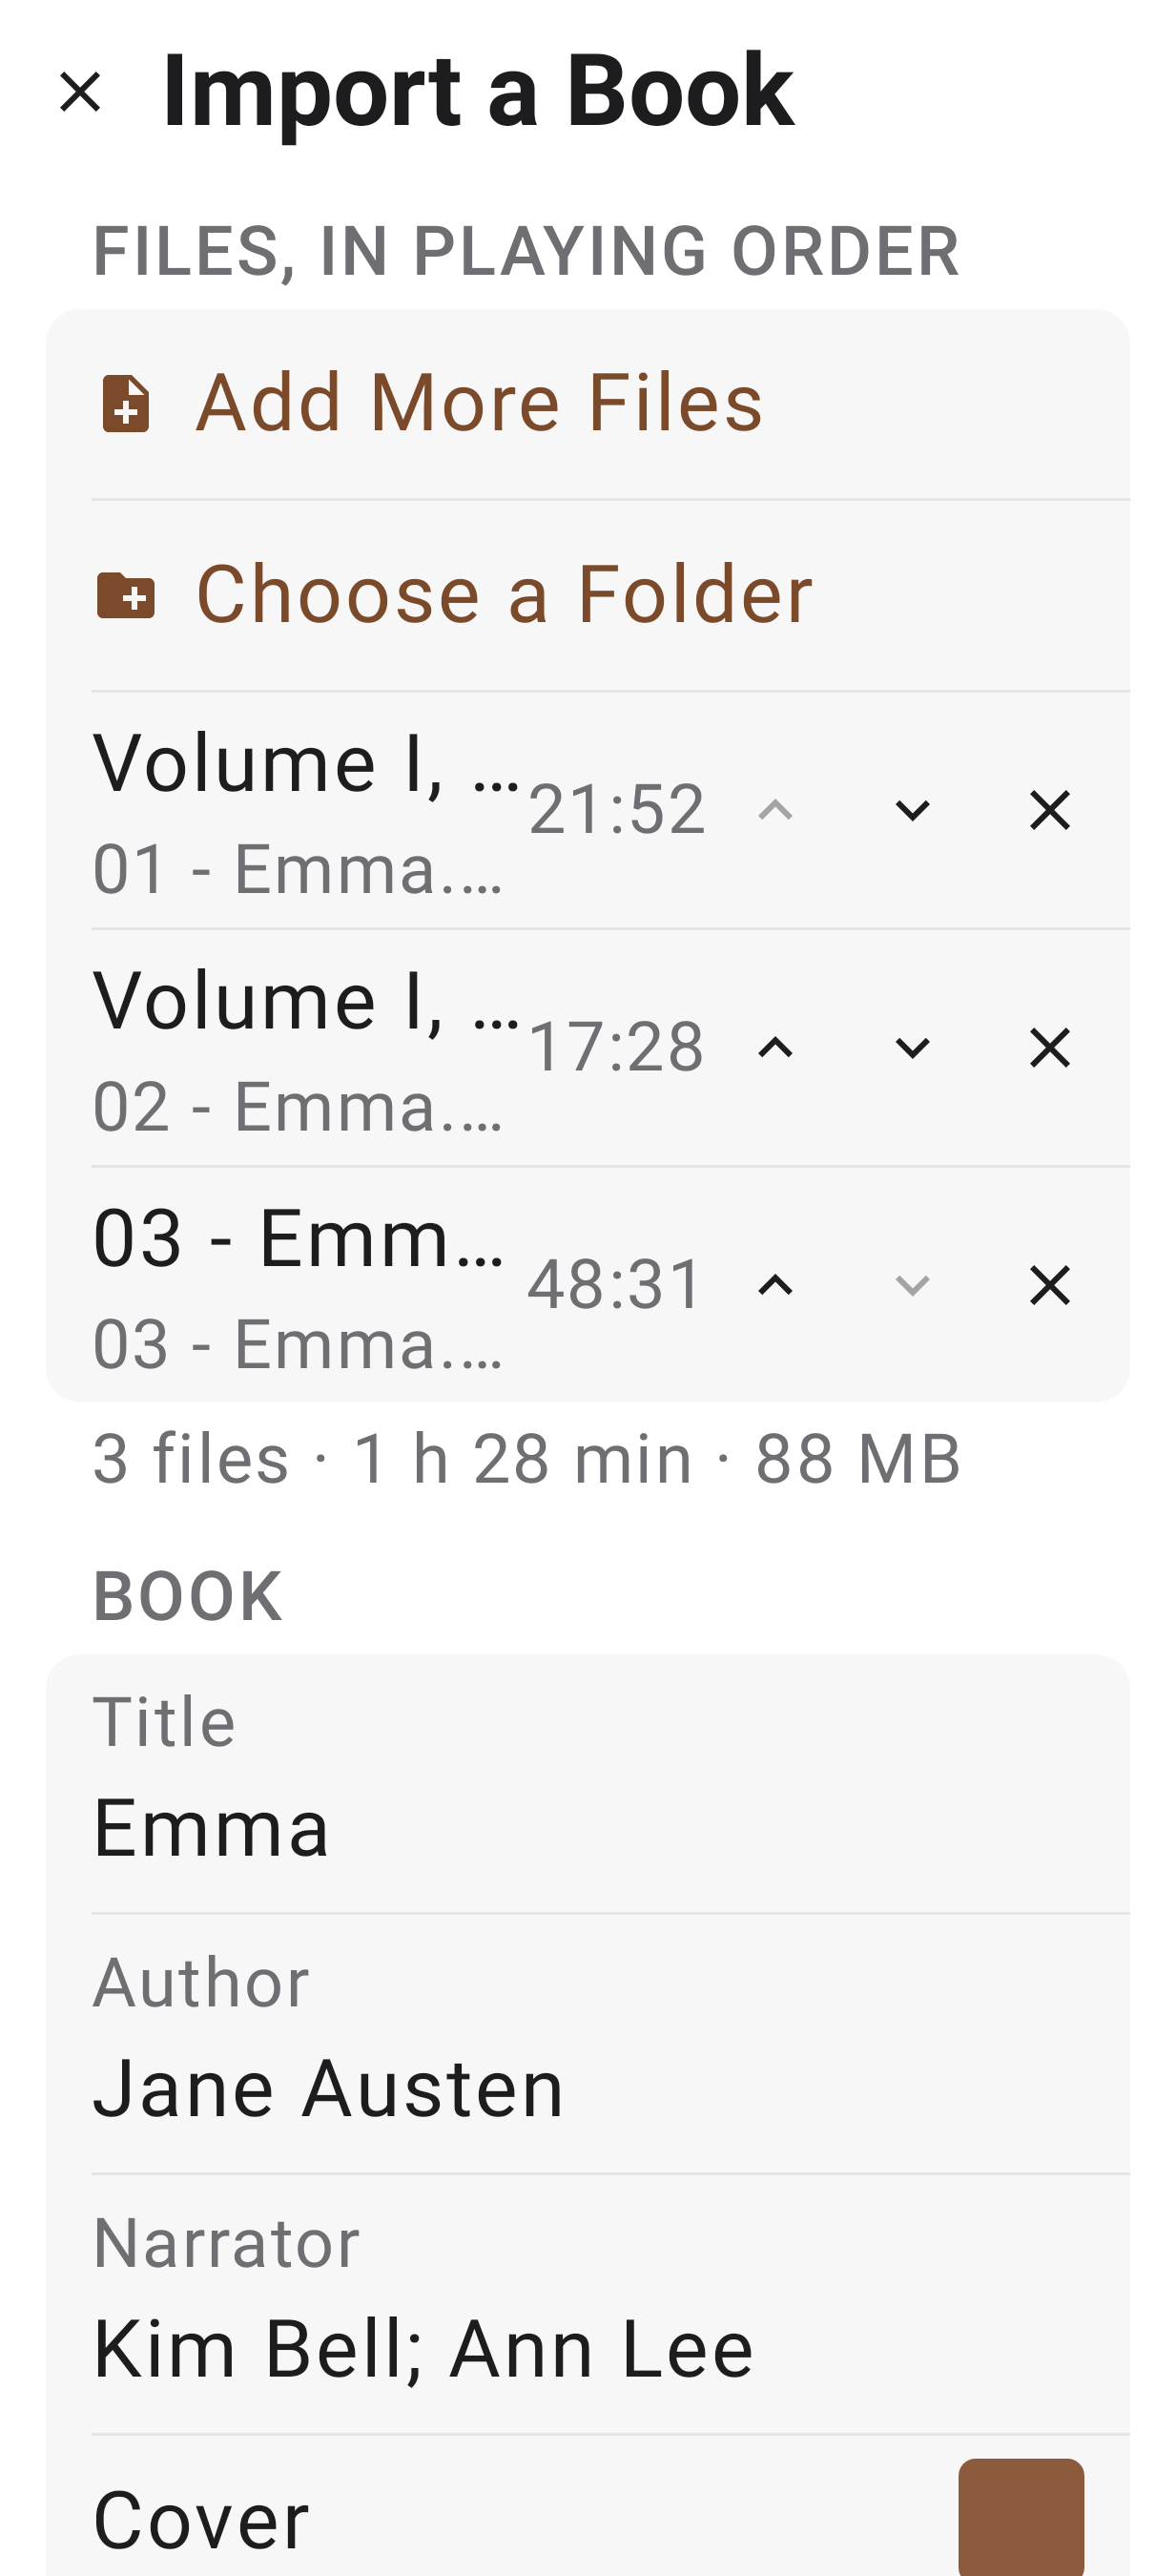 Import a Book
FILES, IN PLAYING ORDER
Add More Files
Choose a Folder
Volume I, …
21:52
01 - Emma.…
Volume I, …
17:28
02 - Emma.…
03 - Emm…
48:31
03 - Emma.…
3 files · 1 h 28 min · 88 MB
BOOK
Title
Emma
Author
Jane Austen
Narrator
Kim Bell; Ann Lee
Cover